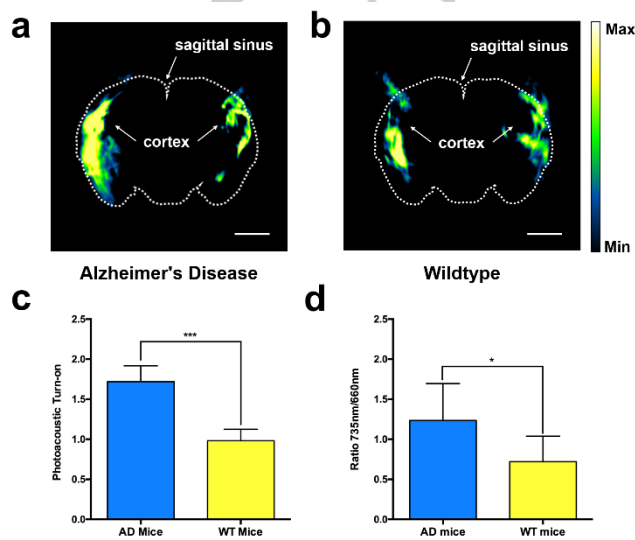 a
sagittal sinus
cortex
Alzheimer's Disease
b
sagittal sinus
cortex
Wildtype
Max
Min
c
Photoacoustic Turn-on
2.5
2.0
1.5
1.0
0.5
0.0
***
AD Mice
WT Mice
d
Ratio 735nm/660nm
2.5
2.0
1.5
1.0
0.5
0.0
*
AD mice
WT mice